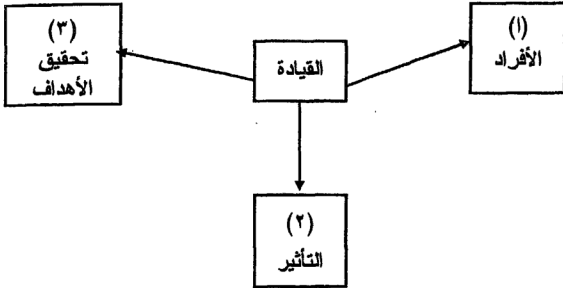 (١)
الأفراد
القيادة
(٣)
تحقيق
الأهداف
(٢)
التأثير